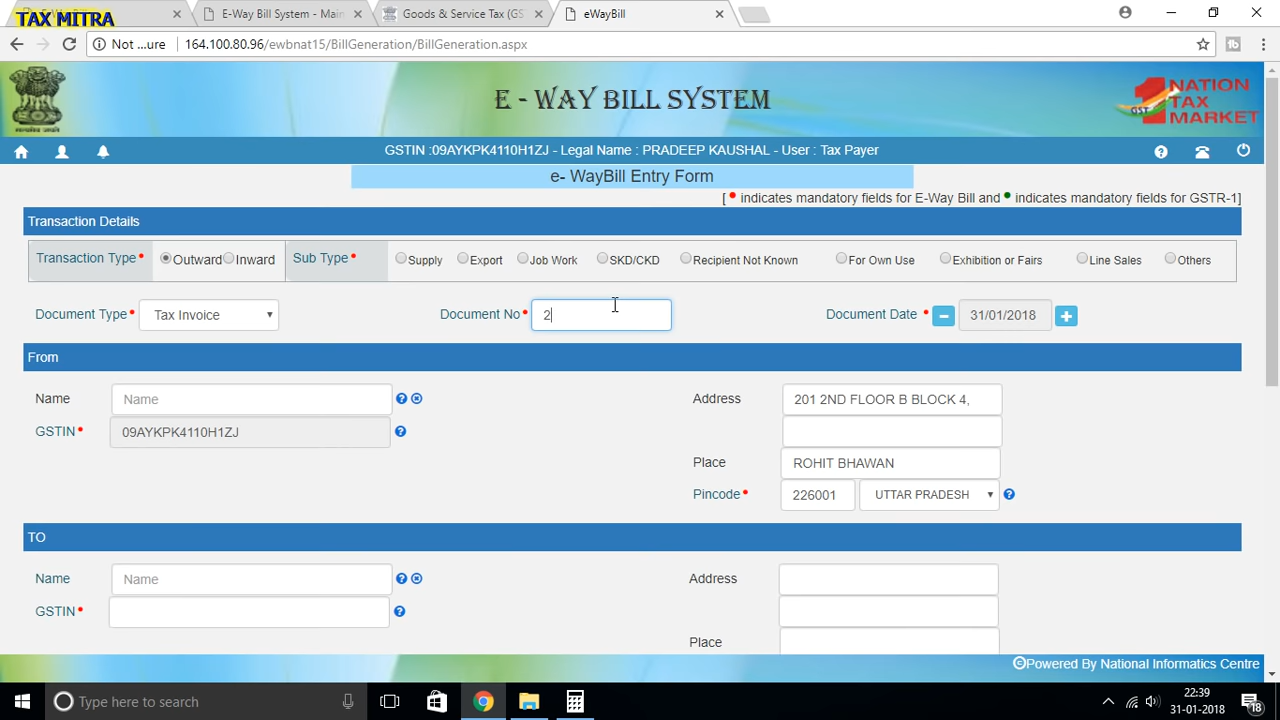 TAX MITRA
E-Way Bill System - Main
Goods & Service Tax (GS
eWayBill
Not ...ure
164.100.80.96/ewbnat15/BillGeneration/BillGeneration.aspx
E - WAY BILL SYSTEM
1 NATION
TAX
MARKET
GST
GSTIN :09AYKPK4110H1ZJ - Legal Name : PRADEEP KAUSHAL - User : Tax Payer
e- WayBill Entry Form
[ • indicates mandatory fields for E-Way Bill and • indicates mandatory fields for GSTR-1]
Transaction Details
Transaction Type • Outward Inward Sub Type • Supply Export Job Work SKD/CKD Recipient Not Known For Own Use Exhibition or Fairs Line Sales Others
Document Type • Tax Invoice Document No • 2 Document Date • 31/01/2018
From
Name Name Address 201 2ND FLOOR B BLOCK 4,
GSTIN • 09AYKPK4110H1ZJ
Place ROHIT BHAWAN
Pincode • 226001 UTTAR PRADESH
TO
Name Name Address
GSTIN •
Place
©Powered By National Informatics Centre
Type here to search
22:39
31-01-2018
18